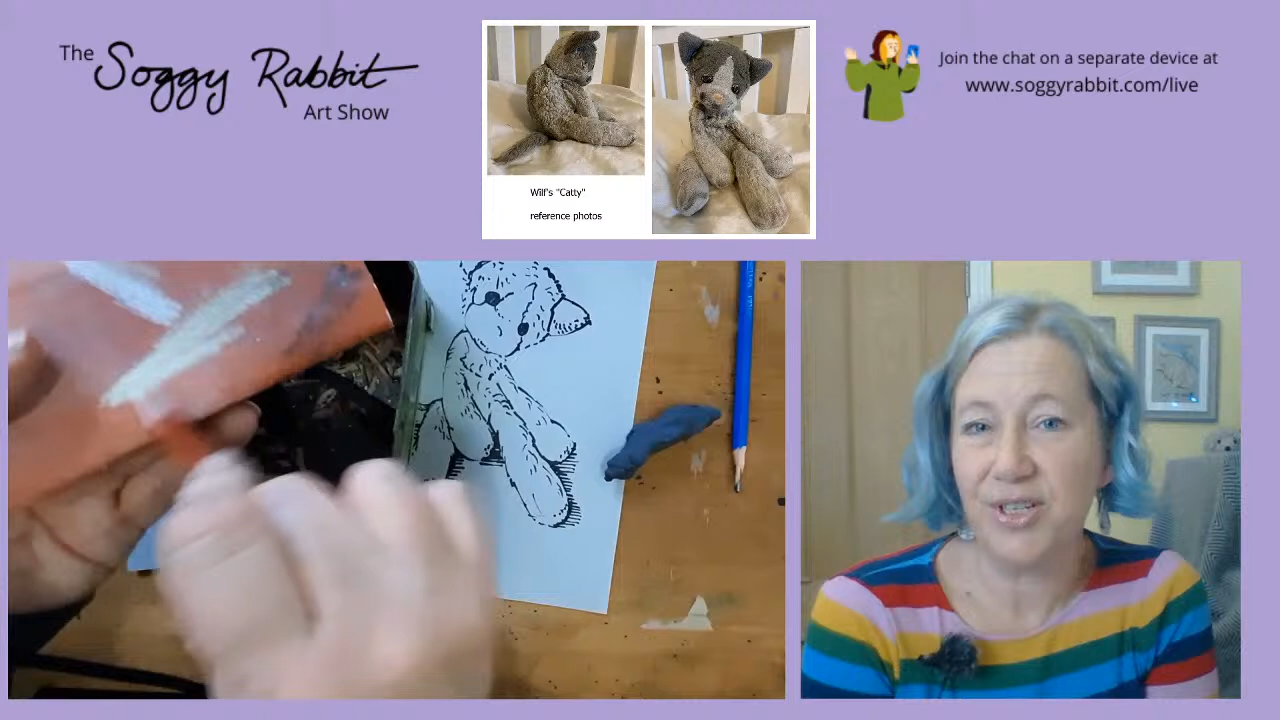 The
Soggy Rabbit
Art Show
Wilf's "Catty"
reference photos
Join the chat on a separate device at
www.soggyrabbit.com/live